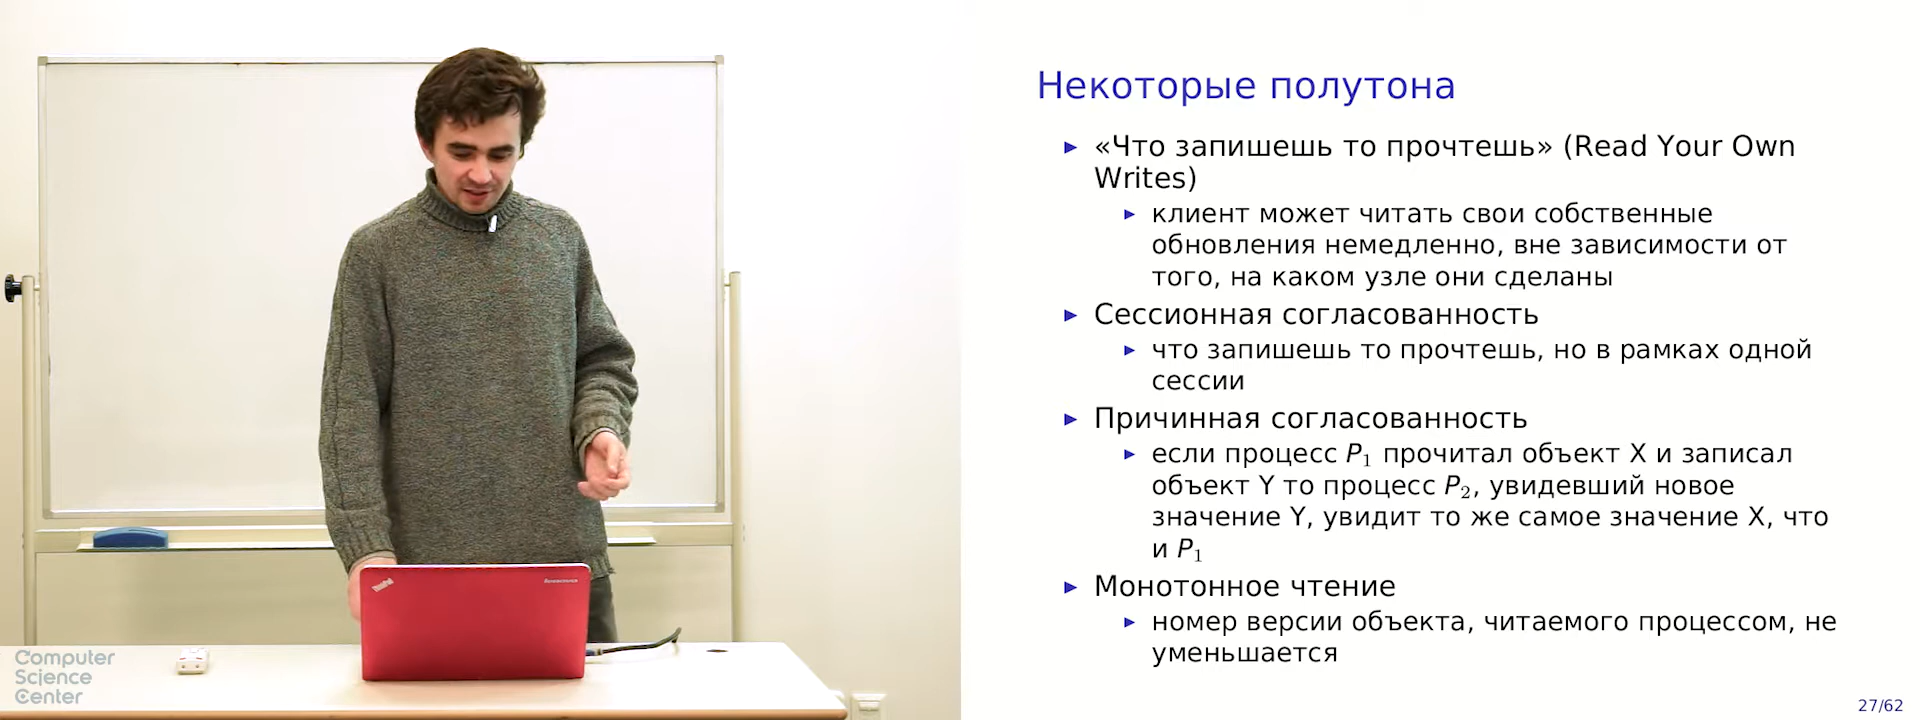 Некоторые полутона
► «Что запишешь то прочтешь» (Read Your Own
Writes)
► клиент может читать свои собственные
обновления немедленно, вне зависимости от
того, на каком узле они сделаны
► Сессионная согласованность
► что запишешь то прочтешь, но в рамках одной
сессии
► Причинная согласованность
► если процесс P₁ прочитал объект X и записал
объект Y то процесс P₂, увидевший новое
значение Y, увидит то же самое значение X, что
и P₁
► Монотонное чтение
► номер версии объекта, читаемого процессом, не
уменьшается
27/62
Computer
Science
Center